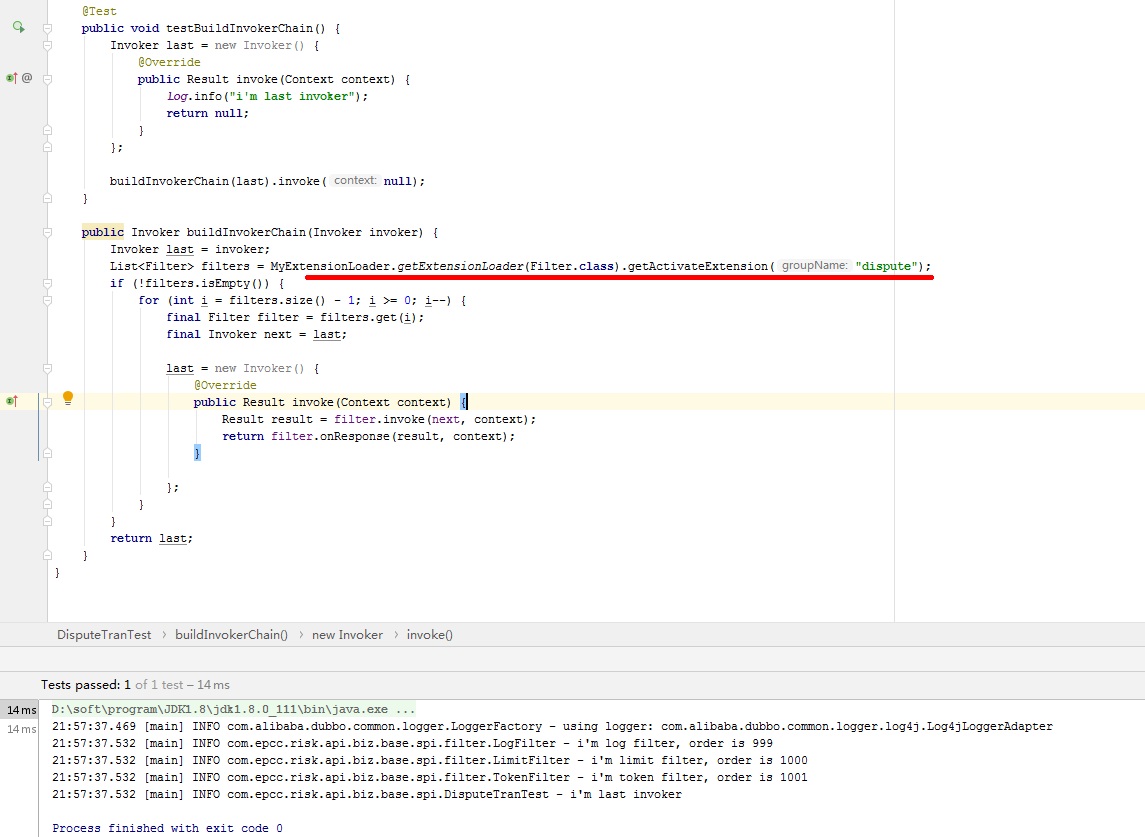 @Test
public void testBuildInvokerChain() {
Invoker last = new Invoker() {
@Override
@ public Result invoke(Context context) {
log.info("i'm last invoker");
return null;
}
};
buildInvokerChain(last).invoke( context: null);
}
public Invoker buildInvokerChain(Invoker invoker) {
Invoker last = invoker;
List<Filter> filters = MyExtensionLoader.getExtensionLoader(Filter.class).getActivateExtension( groupName: "dispute");
if (!filters.isEmpty()) {
for (int i = filters.size() - 1; i >= 0; i--) {
final Filter filter = filters.get(i);
final Invoker next = last;
last = new Invoker() {
@Override
public Result invoke(Context context) {
Result result = filter.invoke(next, context);
return filter.onResponse(result, context);
}
};
}
}
return last;
}
}
DisputeTranTest › buildInvokerChain() › new Invoker › invoke()
Tests passed: 1 of 1 test – 14 ms
14 ms D:\soft\program\JDK1.8\jdk1.8.0_111\bin\java.exe ...
14 ms 21:57:37.469 [main] INFO com.alibaba.dubbo.common.logger.LoggerFactory - using logger: com.alibaba.dubbo.common.logger.log4j.Log4jLoggerAdapter
21:57:37.532 [main] INFO com.epcc.risk.api.biz.base.spi.filter.LogFilter - i'm log filter, order is 999
21:57:37.532 [main] INFO com.epcc.risk.api.biz.base.spi.filter.LimitFilter - i'm limit filter, order is 1000
21:57:37.532 [main] INFO com.epcc.risk.api.biz.base.spi.filter.TokenFilter - i'm token filter, order is 1001
21:57:37.532 [main] INFO com.epcc.risk.api.biz.base.spi.DisputeTranTest - i'm last invoker
Process finished with exit code 0